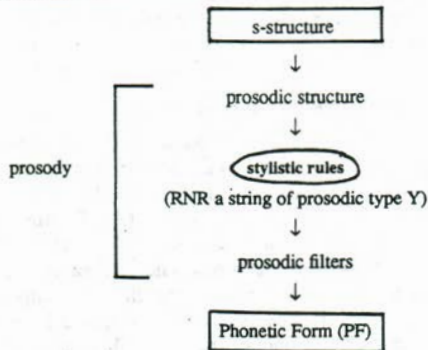 s-structure
↓
prosodic structure
↓
prosody
stylistic rules
(RNR a string of prosodic type Y)
↓
prosodic filters
↓
Phonetic Form (PF)